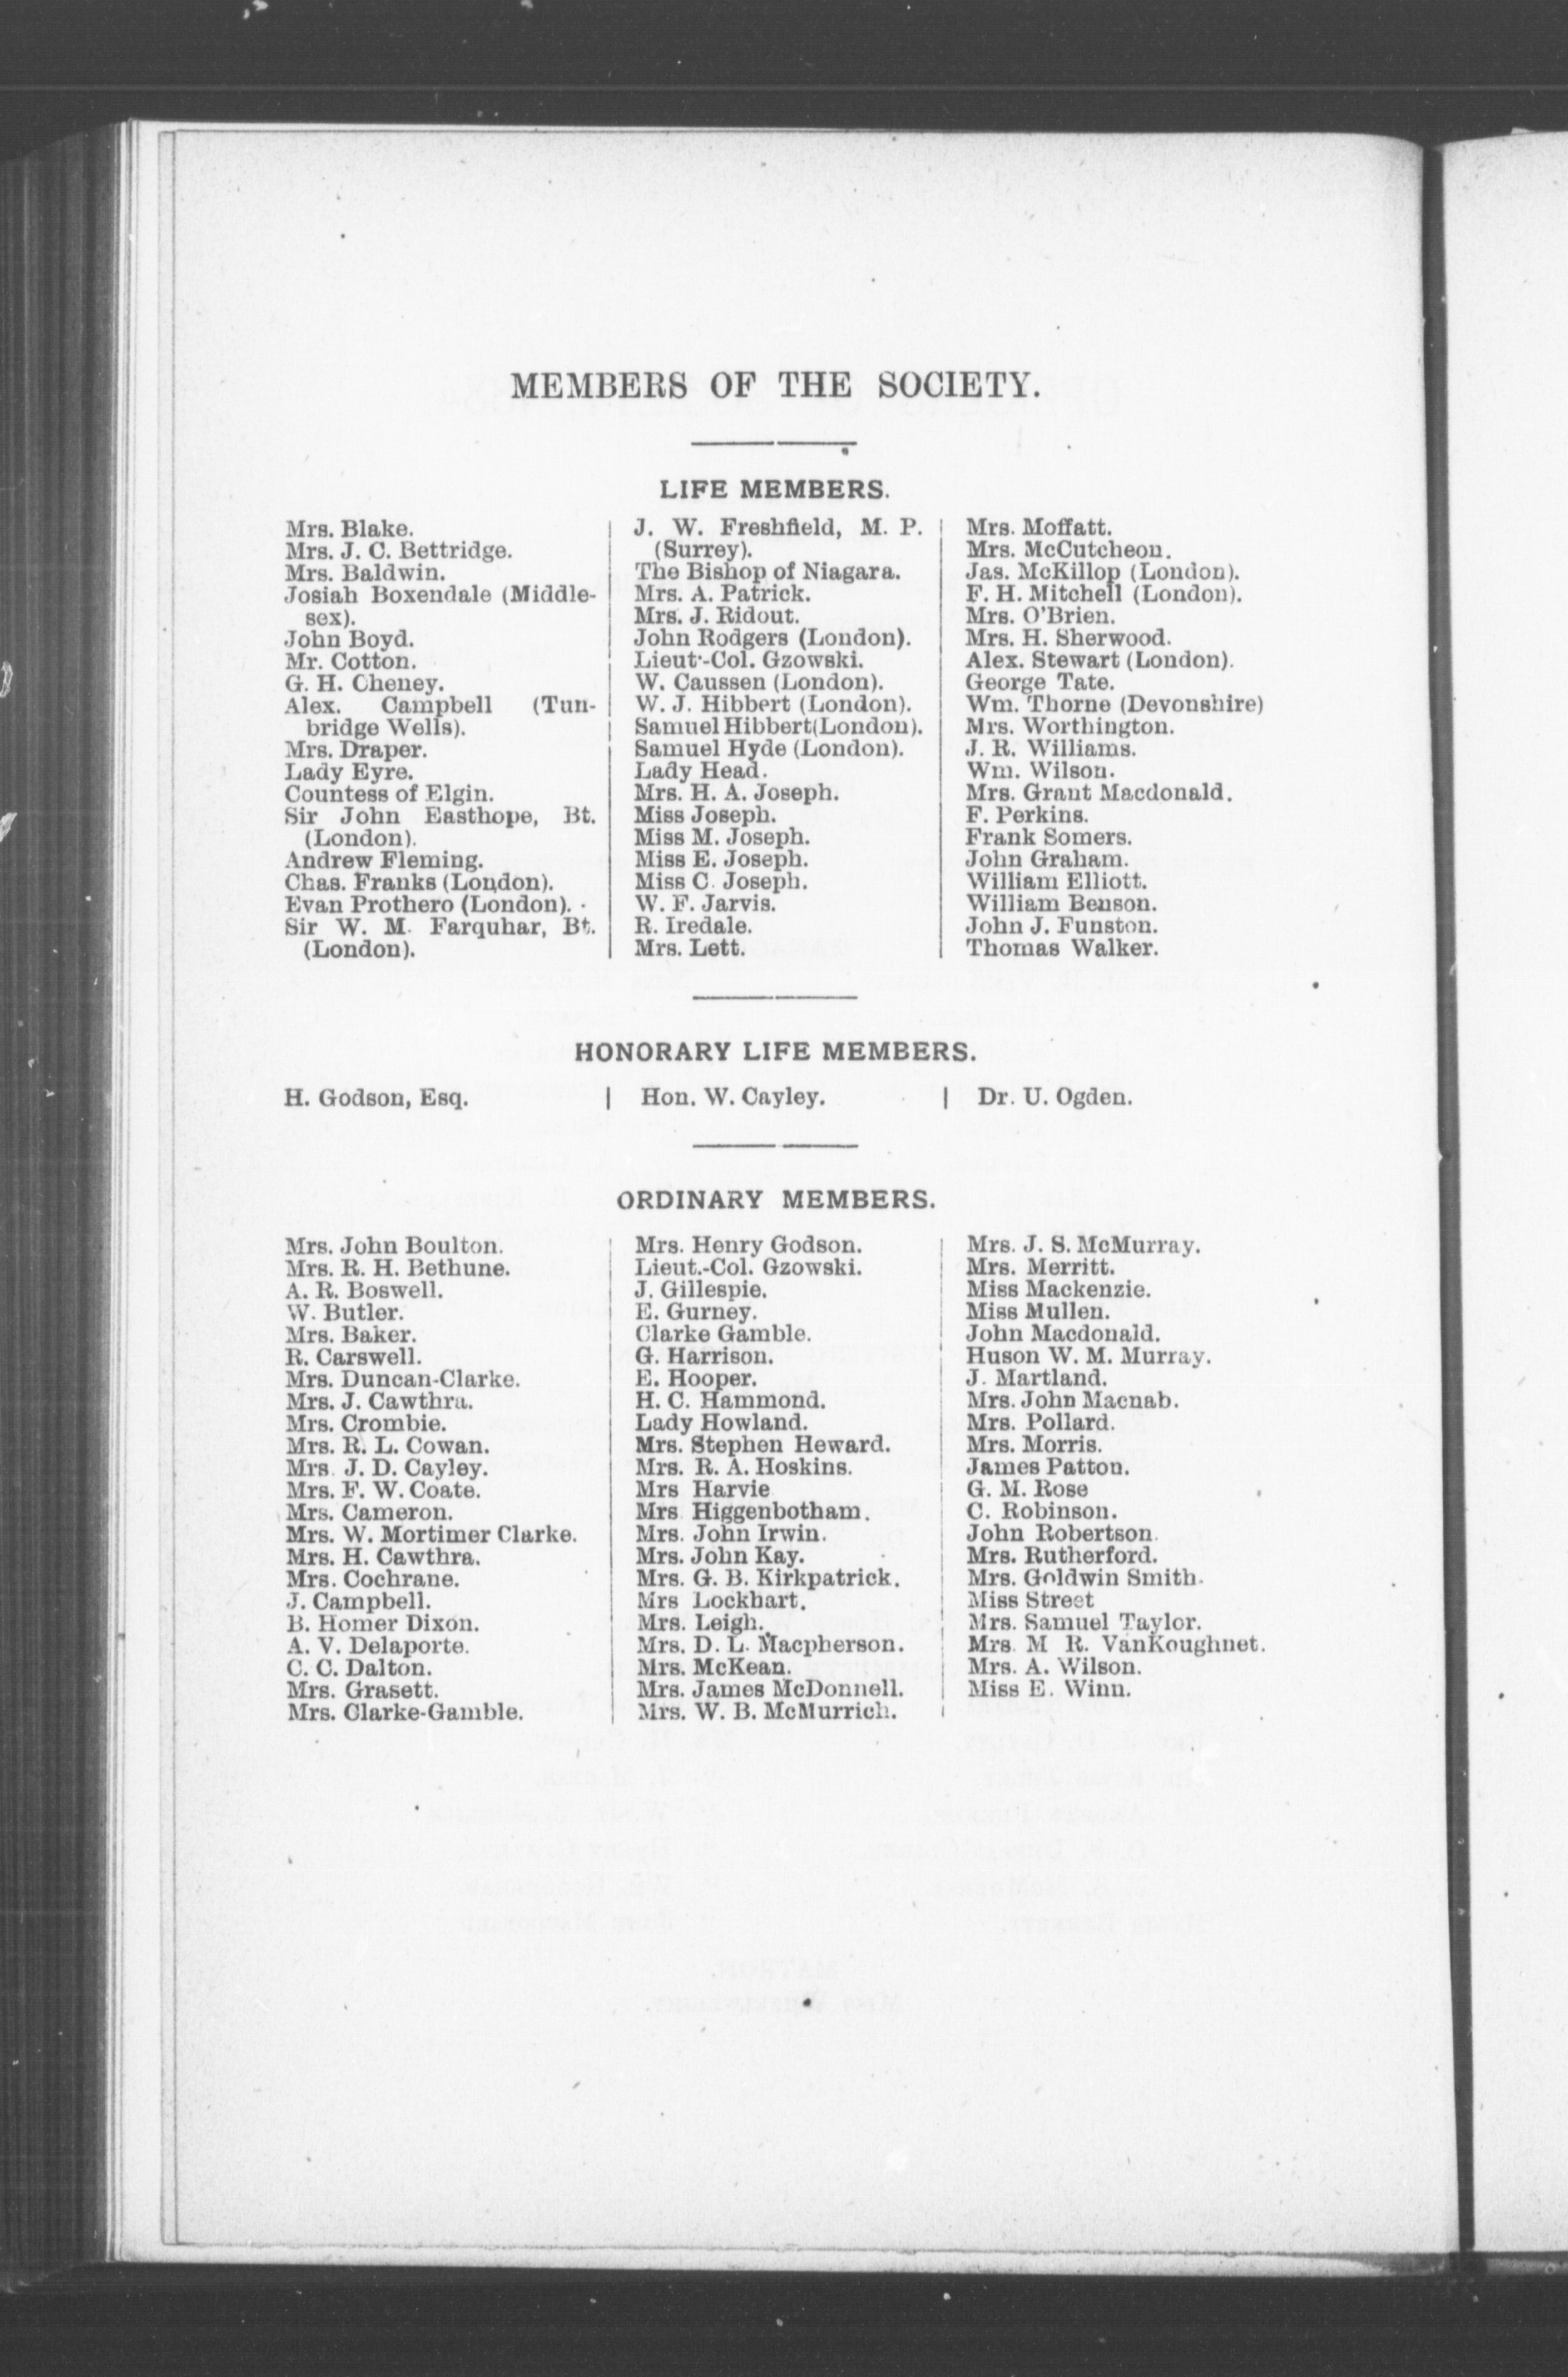 MEMBERS OF THE SOCIETY.
LIFE MEMBERS.
Mrs. Blake.
Mrs. J. C. Bettridge.
Mrs. Baldwin.
Josiah Boxendale (Middle-
sex).
John Boyd.
Mr. Cotton.
G. H. Cheney.
Alex. Campbell (Tun-
bridge Wells).
Mrs. Draper.
Lady Eyre.
Countess of Elgin.
Sir John Easthope, Bt.
(London).
Andrew Fleming.
Chas. Franks (London).
Evan Prothero (London).
Sir W. M. Farquhar, Bt.
(London).
J. W. Freshfield, M. P.
(Surrey).
The Bishop of Niagara.
Mrs. A. Patrick.
Mrs. J. Ridout.
John Rodgers (London).
Lieut.-Col. Gzowski.
W. Caussen (London).
W. J. Hibbert (London).
Samuel Hibbert(London).
Samuel Hyde (London).
Lady Head.
Mrs. H. A. Joseph.
Miss Joseph.
Miss M. Joseph.
Miss E. Joseph.
Miss C. Joseph.
W. F. Jarvis.
R. Iredale.
Mrs. Lett.
Mrs. Moffatt.
Mrs. McCutcheon.
Jas. McKillop (London).
F. H. Mitchell (London).
Mrs. O'Brien.
Mrs. H. Sherwood.
Alex. Stewart (London).
George Tate.
Wm. Thorne (Devonshire)
Mrs. Worthington.
J. R. Williams.
Wm. Wilson.
Mrs. Grant Macdonald.
F. Perkins.
Frank Somers.
John Graham.
William Elliott.
William Benson.
John J. Funston.
Thomas Walker.
HONORARY LIFE MEMBERS.
H. Godson, Esq. | Hon. W. Cayley. | Dr. U. Ogden.
ORDINARY MEMBERS.
Mrs. John Boulton.
Mrs. R. H. Bethune.
A. R. Boswell.
W. Butler.
Mrs. Baker.
R. Carswell.
Mrs. Duncan-Clarke.
Mrs. J. Cawthra.
Mrs. Crombie.
Mrs. R. L. Cowan.
Mrs. J. D. Cayley.
Mrs. F. W. Coate.
Mrs. Cameron.
Mrs. W. Mortimer Clarke.
Mrs. H. Cawthra.
Mrs. Cochrane.
J. Campbell.
B. Homer Dixon.
A. V. Delaporte.
C. C. Dalton.
Mrs. Grasett.
Mrs. Clarke-Gamble.
Mrs. Henry Godson.
Lieut.-Col. Gzowski.
J. Gillespie.
E. Gurney.
Clarke Gamble.
G. Harrison.
E. Hooper.
H. C. Hammond.
Lady Howland.
Mrs. Stephen Heward.
Mrs. R. A. Hoskins.
Mrs Harvie
Mrs Higgenbotham.
Mrs. John Irwin.
Mrs. John Kay.
Mrs. G. B. Kirkpatrick.
Mrs Lockhart.
Mrs. Leigh.
Mrs. D. L. Macpherson.
Mrs. McKean.
Mrs. James McDonnell.
Mrs. W. B. McMurrich.
Mrs. J. S. McMurray.
Mrs. Merritt.
Miss Mackenzie.
Miss Mullen.
John Macdonald.
Huson W. M. Murray.
J. Martland.
Mrs. John Macnab.
Mrs. Pollard.
Mrs. Morris.
James Patton.
G. M. Rose
C. Robinson.
John Robertson.
Mrs. Rutherford.
Mrs. Goldwin Smith.
Miss Street
Mrs. Samuel Taylor.
Mrs. M R. VanKoughnet.
Mrs. A. Wilson.
Miss E. Winn.